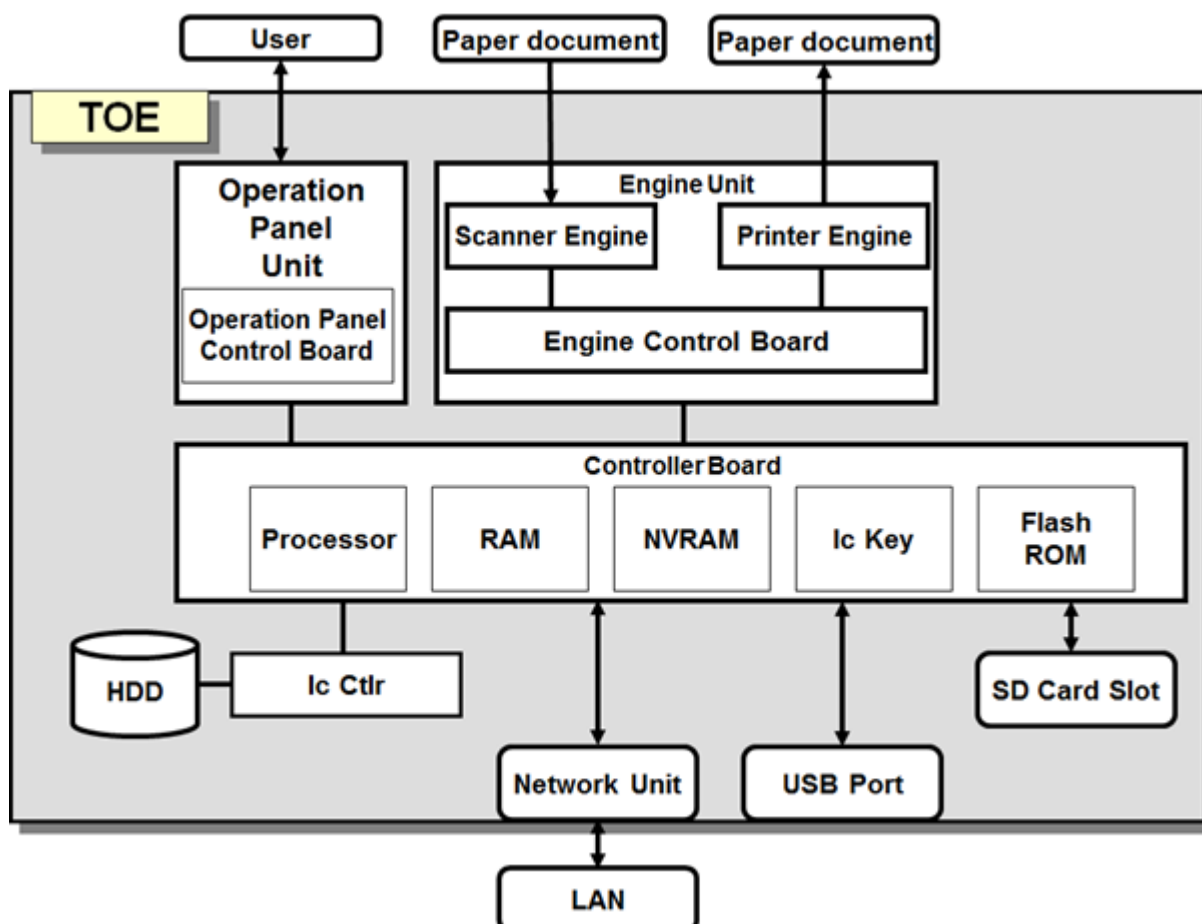 User
Paper document
Paper document
TOE
Operation
Panel
Unit
Operation Panel
Control Board
Engine Unit
Scanner Engine
Printer Engine
Engine Control Board
Controller Board
Processor
RAM
NVRAM
Ic Key
Flash
ROM
HDD
Ic Ctlr
SD Card Slot
Network Unit
USB Port
LAN